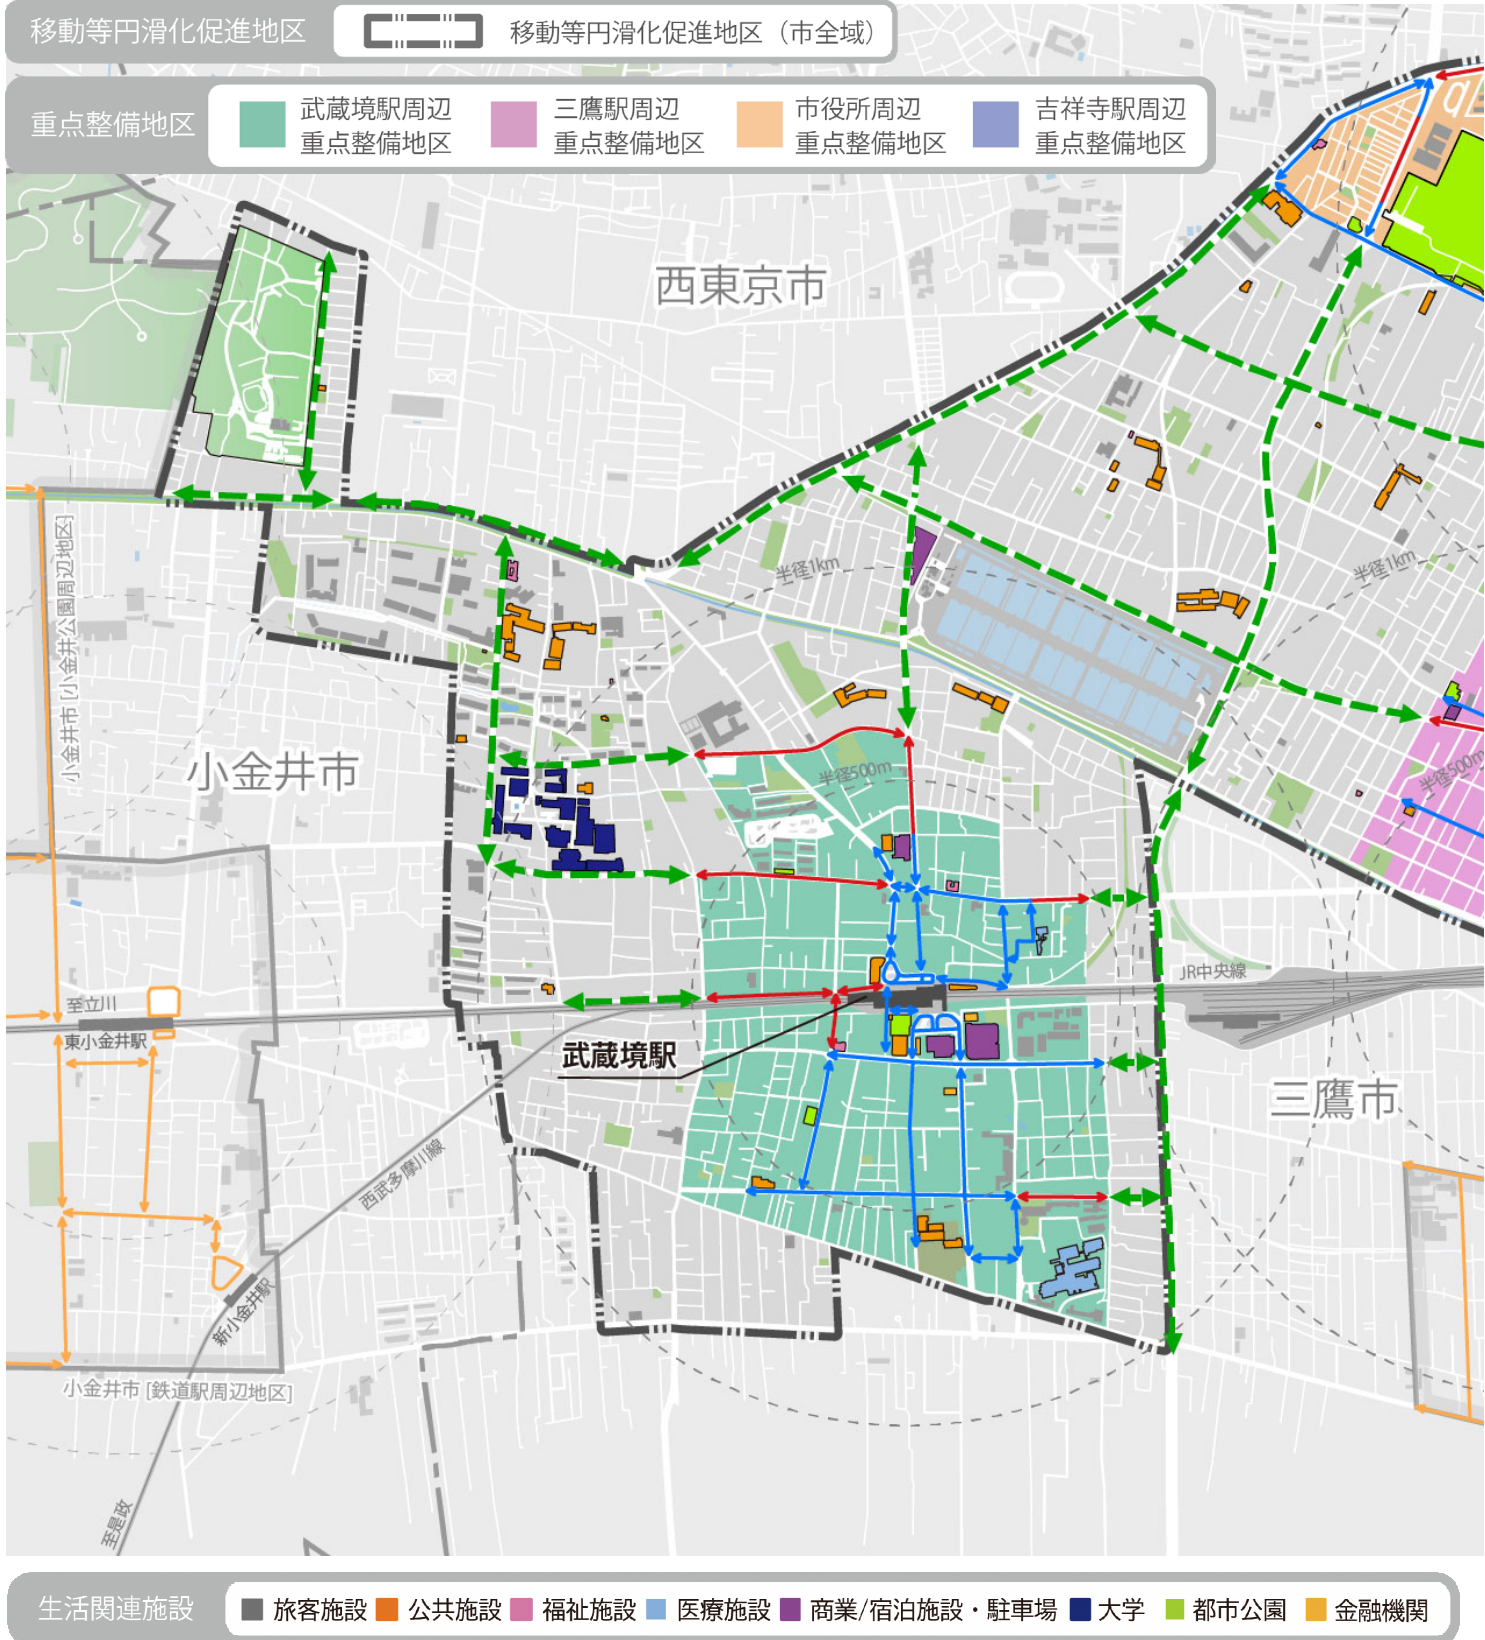 移動等円滑化促進地区
移動等円滑化促進地区（市全域）
重点整備地区
武蔵境駅周辺
重点整備地区
三鷹駅周辺
重点整備地区
市役所周辺
重点整備地区
吉祥寺駅周辺
重点整備地区
西東京市
半径1km
半径1km
小金井市 [小金井公園周辺地区]
小金井市
半径500m
半径500m
JR中央線
至立川
東小金井駅
武蔵境駅
三鷹市
西武多摩川線
新小金井駅
小金井市 [鉄道駅周辺地区]
至是政
生活関連施設
旅客施設
公共施設
福祉施設
医療施設
商業/宿泊施設・駐車場
大学
都市公園
金融機関